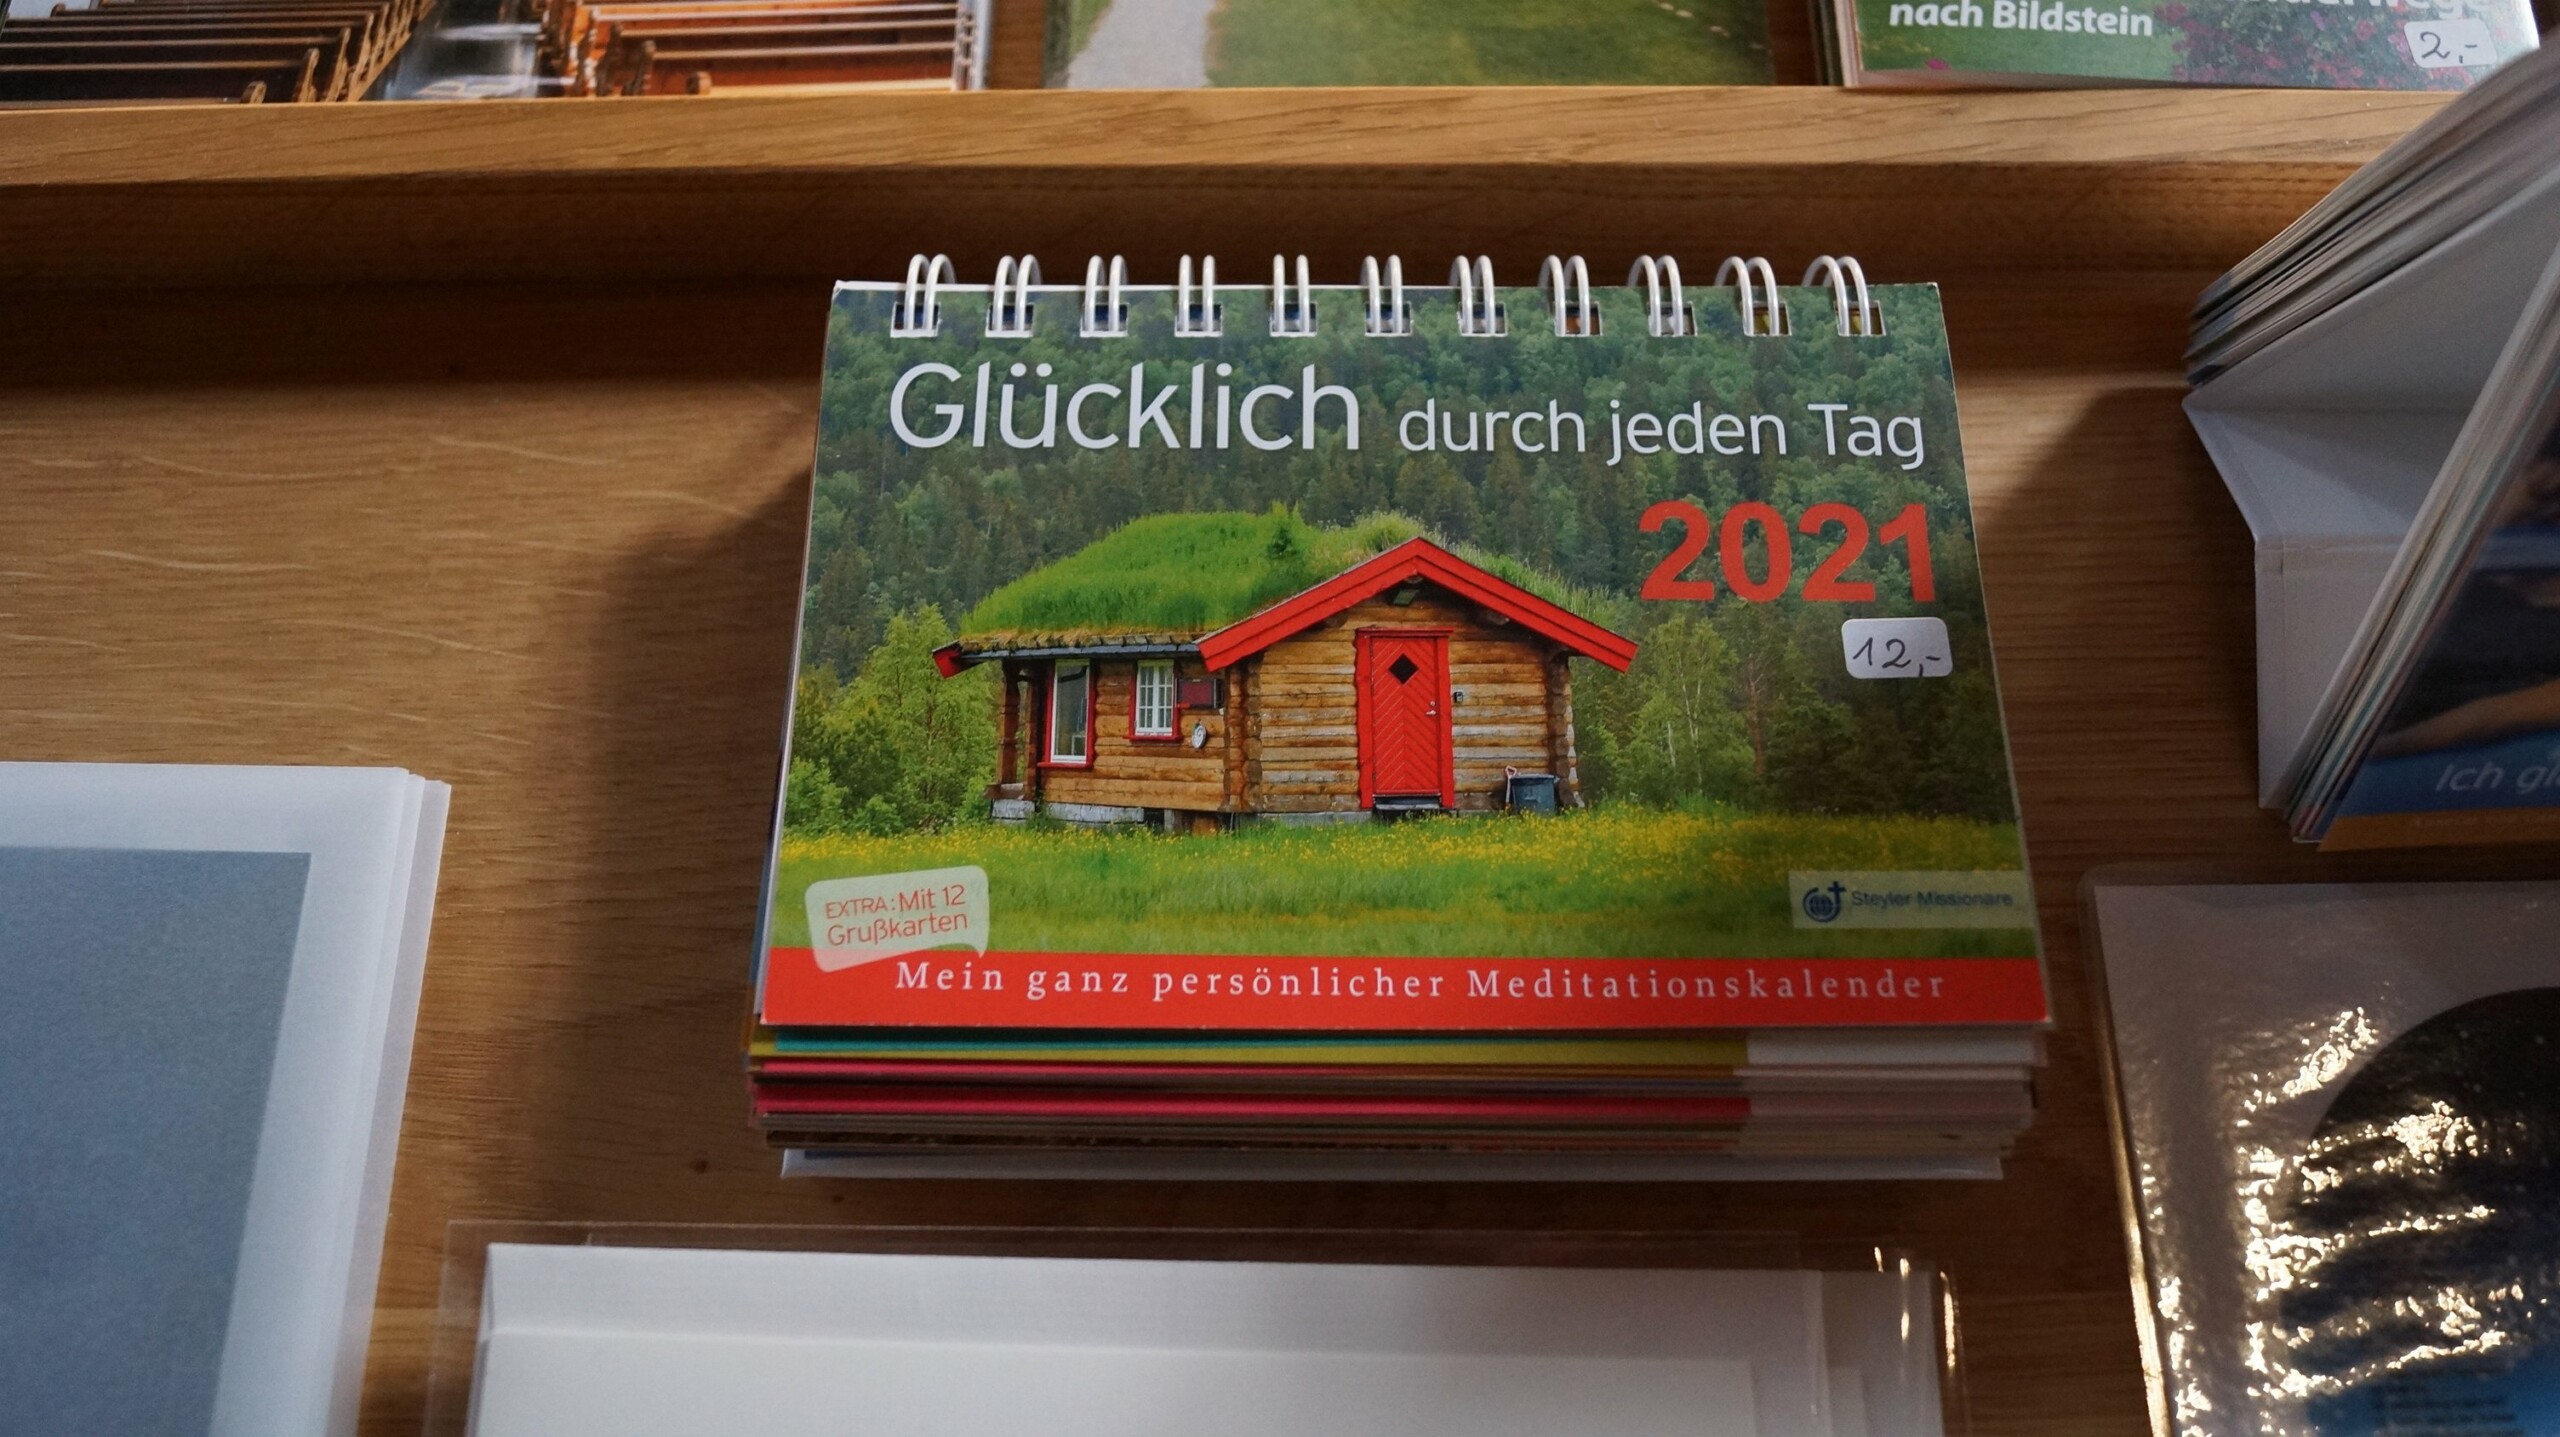 nach Bildstein
2,-
Glücklich durch jeden Tag
2021
12,-
EXTRA: Mit 12
Grußkarten
Steyler Missionare
Mein ganz persönlicher Meditationskalender
Ich